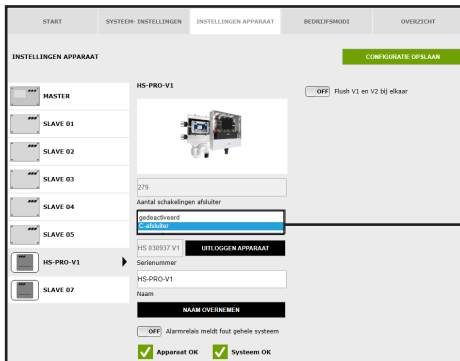 START
SYSTEEM- INSTELLINGEN
INSTELLINGEN APPARAAT
BEDRIJFSMODI
OVERZICHT
INSTELLINGEN APPARAAT
CONFIGURATIE OPSLAAN
MASTER
SLAVE 01
SLAVE 02
SLAVE 03
SLAVE 04
SLAVE 05
HS-PRO-V1
SLAVE 07
HS-PRO-V1
279
Aantal schakelingen afsluiter
gedeactiveerd
C-afsluiter
HS 030937 V1
UITLOGGEN APPARAAT
Serienummer
HS-PRO-V1
Naam
NAAM OVERNEMEN
OFF Alarmrelais meldt fout gehele systeem
Apparaat OK
Systeem OK
OFF Flush V1 en V2 bij elkaar